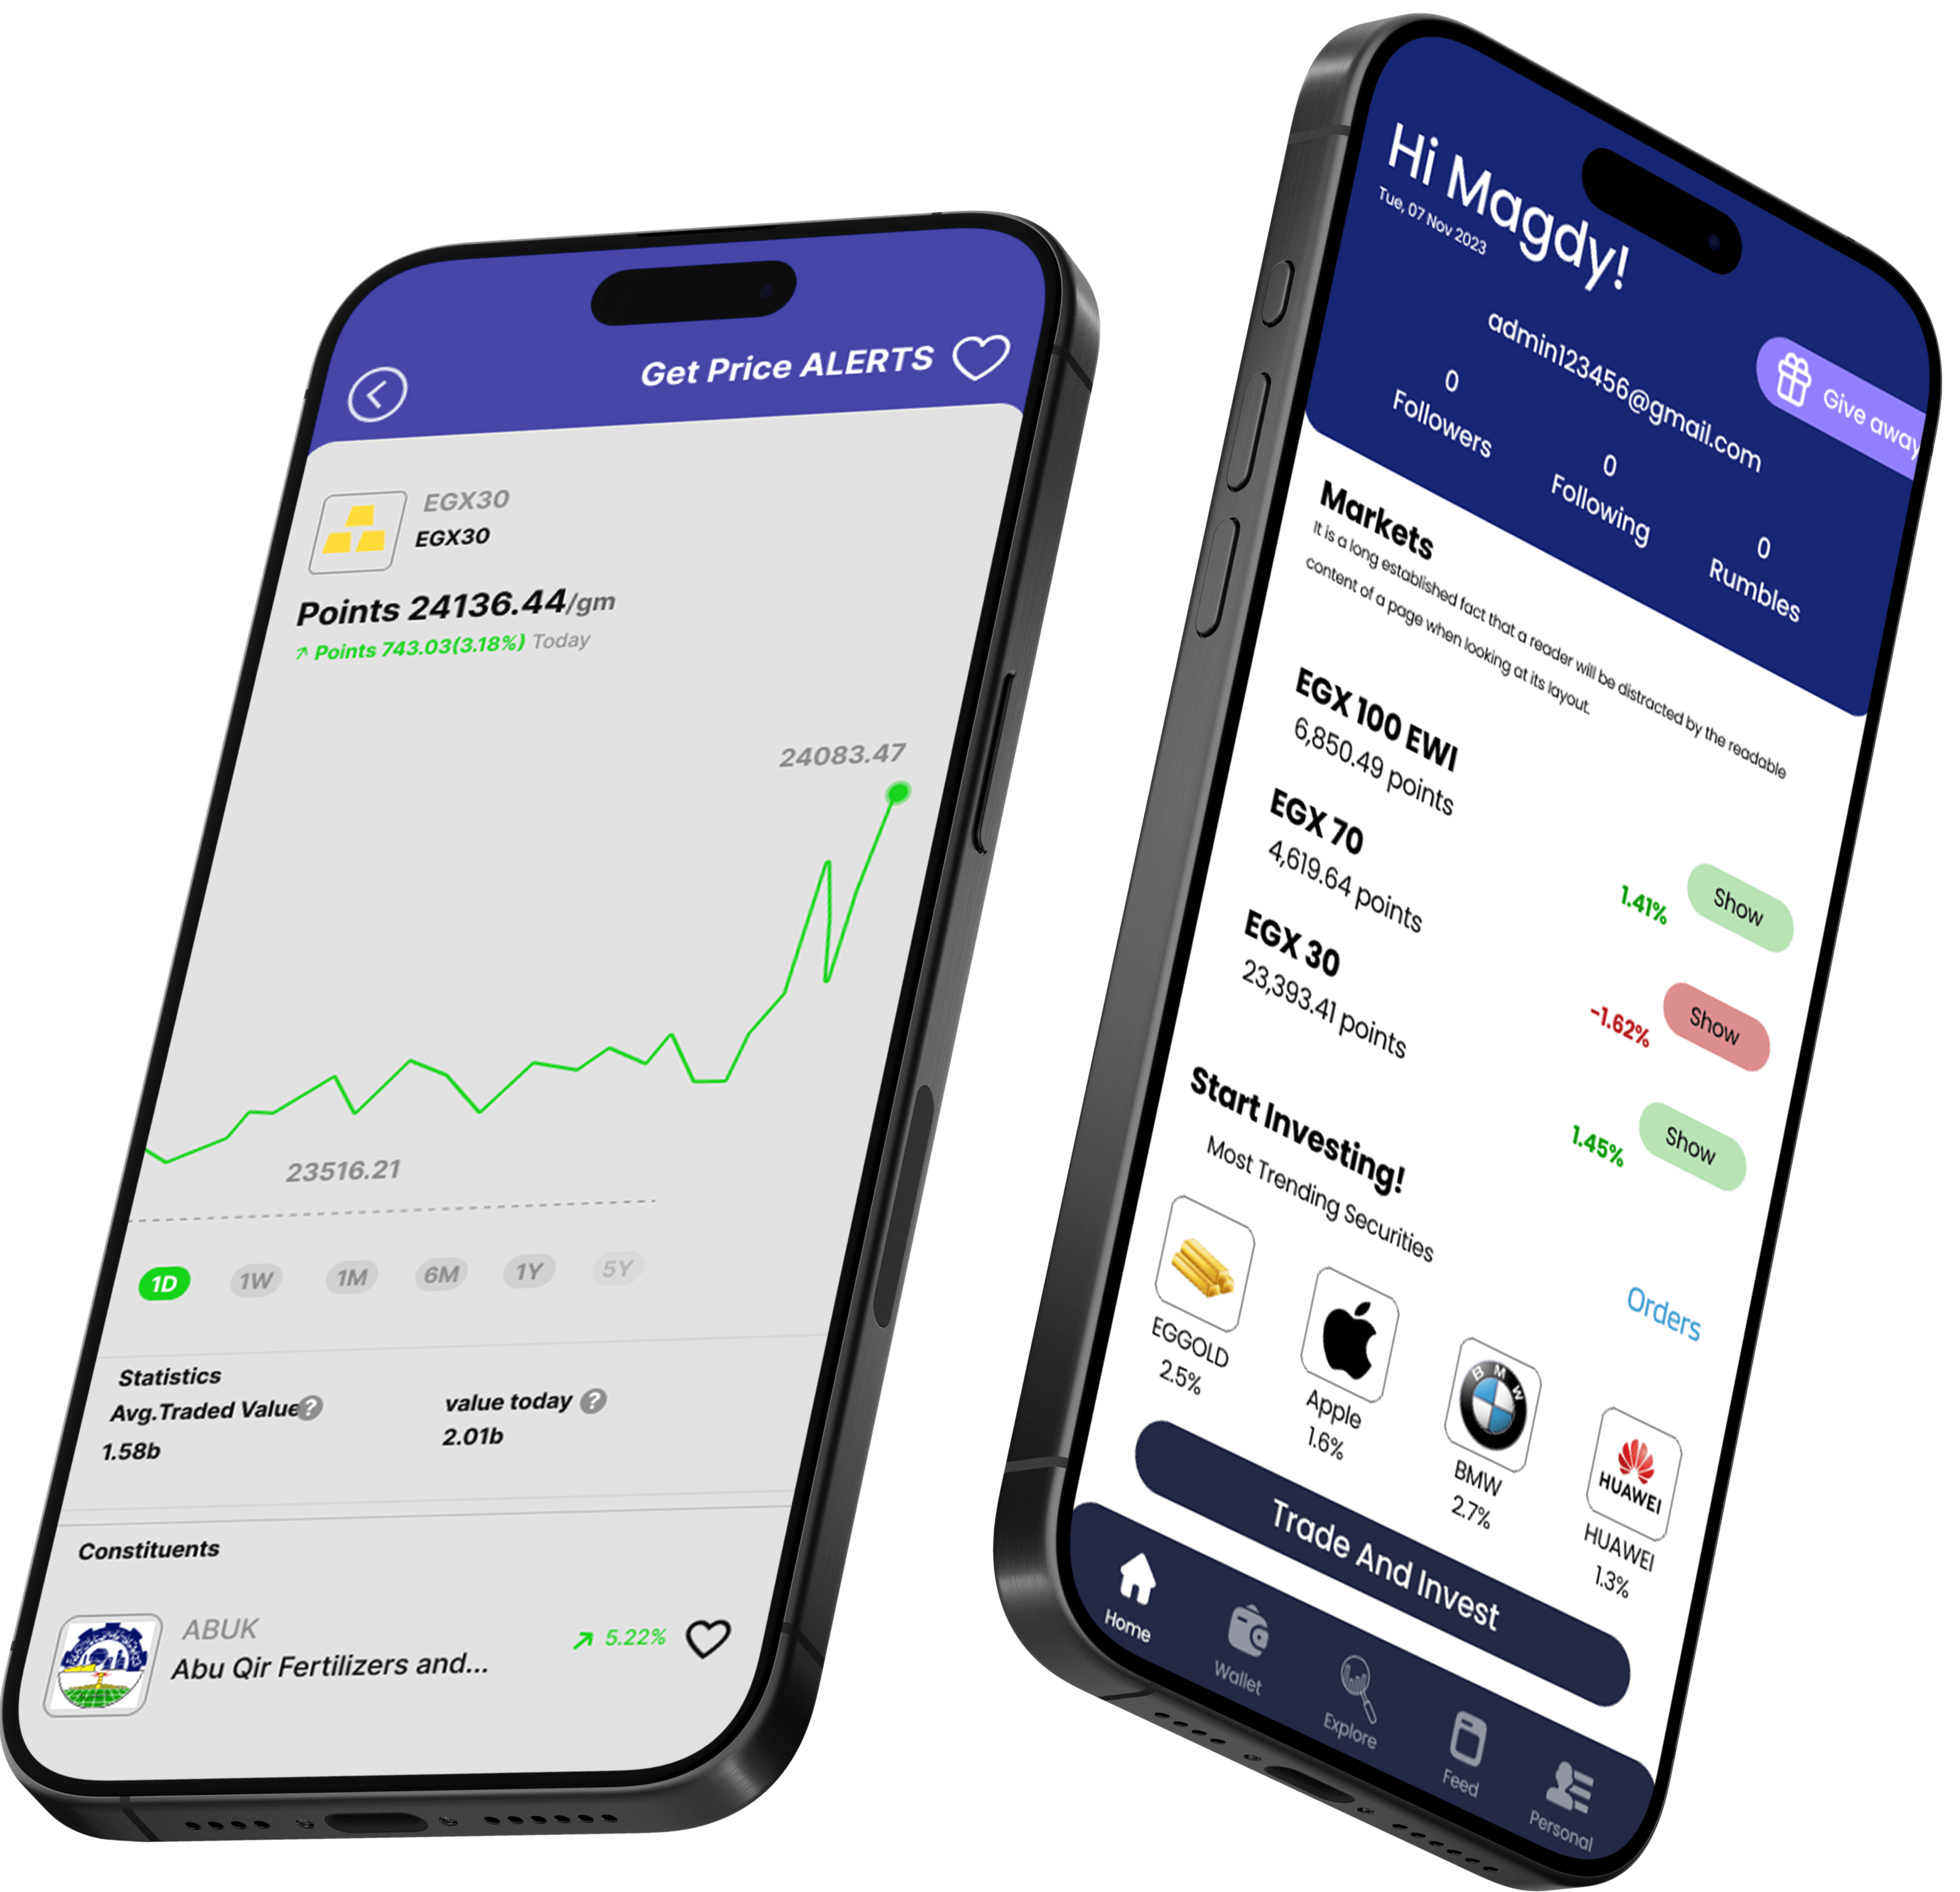 Get Price ALERTS
EGX30
EGX30
Points 24136.44/gm
Points 743.03(3.18%) Today
24083.47
23516.21
1D 1W 1M 6M 1Y 5Y
Statistics
Avg.Traded Value ?
value today ?
1.58b
2.01b
Constituents
ABUK
Abu Qir Fertilizers and...
5.22%
Hi Magdy!
Tue, 07 Nov 2023
admin123456@gmail.com
Give away
0
Followers
0
Following
0
Rumbles
Markets
It is a long established fact that a reader will be distracted by the readable
content of a page when looking at its layout.
EGX 100 EWI
6,850.49 points
1.41%
Show
EGX 70
4,619.64 points
-1.62%
Show
EGX 30
23,393.41 points
1.45%
Show
Start Investing!
Most Trending Securities
Orders
EGGOLD
2.5%
Apple
1.6%
BMW
BMW
2.7%
HUAWEI
HUAWEI
1.3%
Trade And Invest
Home
Wallet
Explore
Feed
Personal